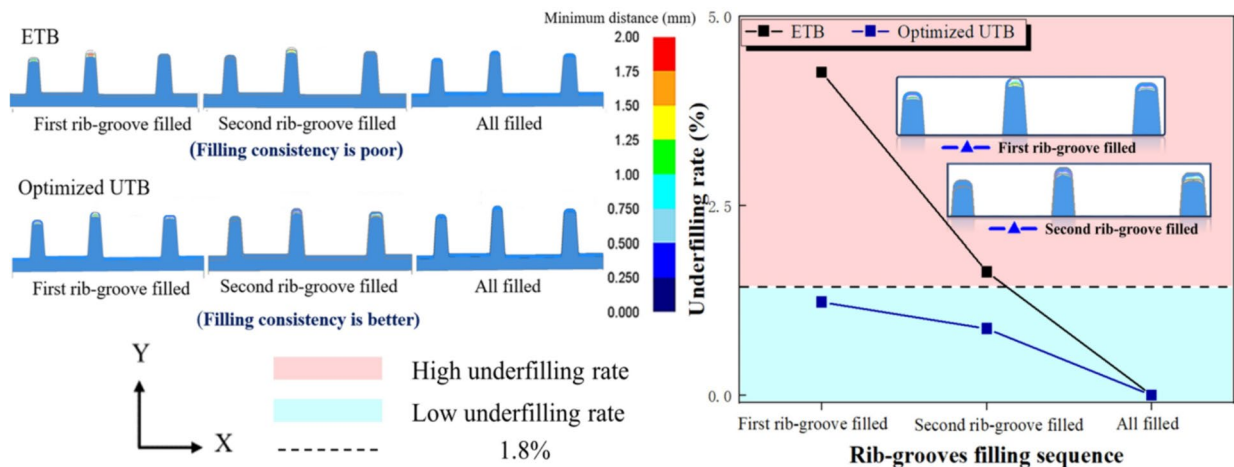 ETB
First rib-groove filled
Second rib-groove filled
All filled
(Filling consistency is poor)
Optimized UTB
First rib-groove filled
Second rib-groove filled
All filled
(Filling consistency is better)
Minimum distance (mm)
2.00
1.75
1.50
1.25
1.00
0.750
0.500
0.250
0.000
Y
X
High underfilling rate
Low underfilling rate
1.8%
Underfilling rate (%)
5.0
2.5
0.0
ETB
Optimized UTB
First rib-groove filled
Second rib-groove filled
First rib-groove filled
Second rib-groove filled
All filled
Rib-grooves filling sequence